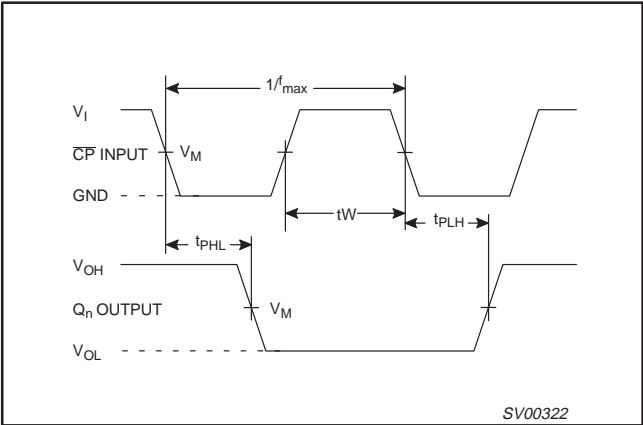 1/fmax
VI
CP INPUT
VM
GND
tW
tPLH
tPHL
VOH
Qn OUTPUT
VM
VOL
SV00322